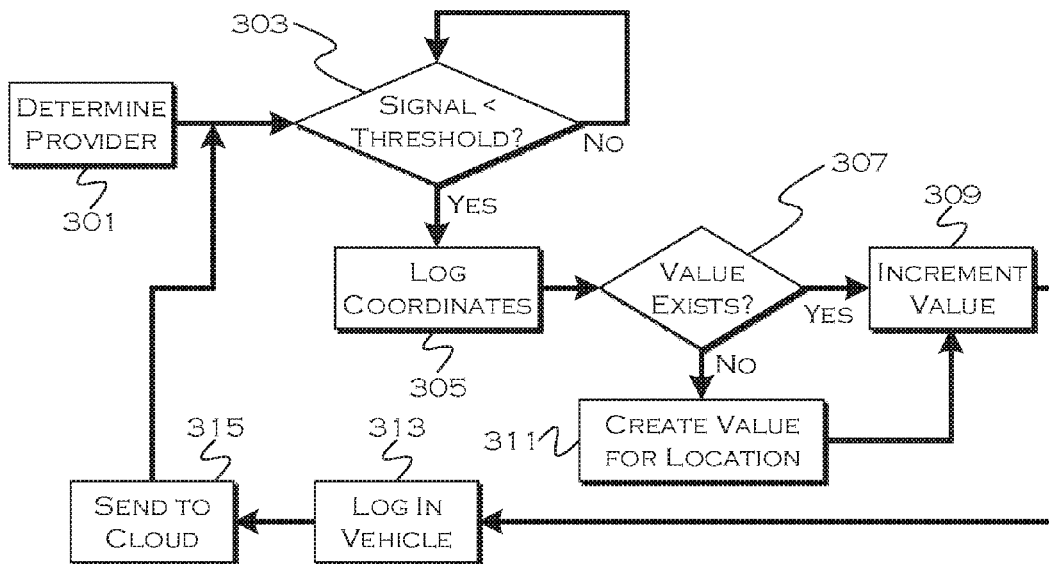 303
DETERMINE
PROVIDER
301
SIGNAL <
THRESHOLD?
NO
YES
307
309
LOG
COORDINATES
305
VALUE
EXISTS?
YES
NO
INCREMENT
VALUE
311
CREATE VALUE
FOR LOCATION
315
313
SEND TO
CLOUD
LOG IN
VEHICLE